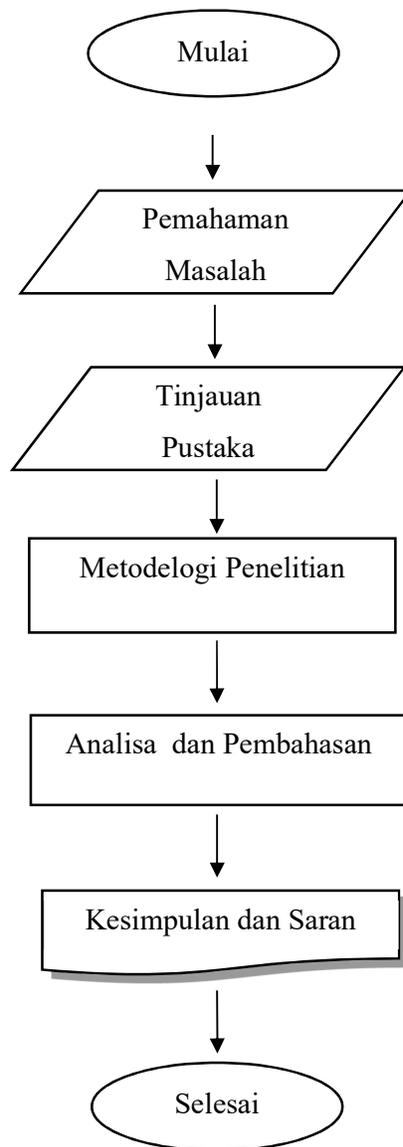 Mulai
Pemahaman
Masalah
Tinjauan
Pustaka
Metodelogi Penelitian
Analisa  dan Pembahasan
Kesimpulan dan Saran
Selesai